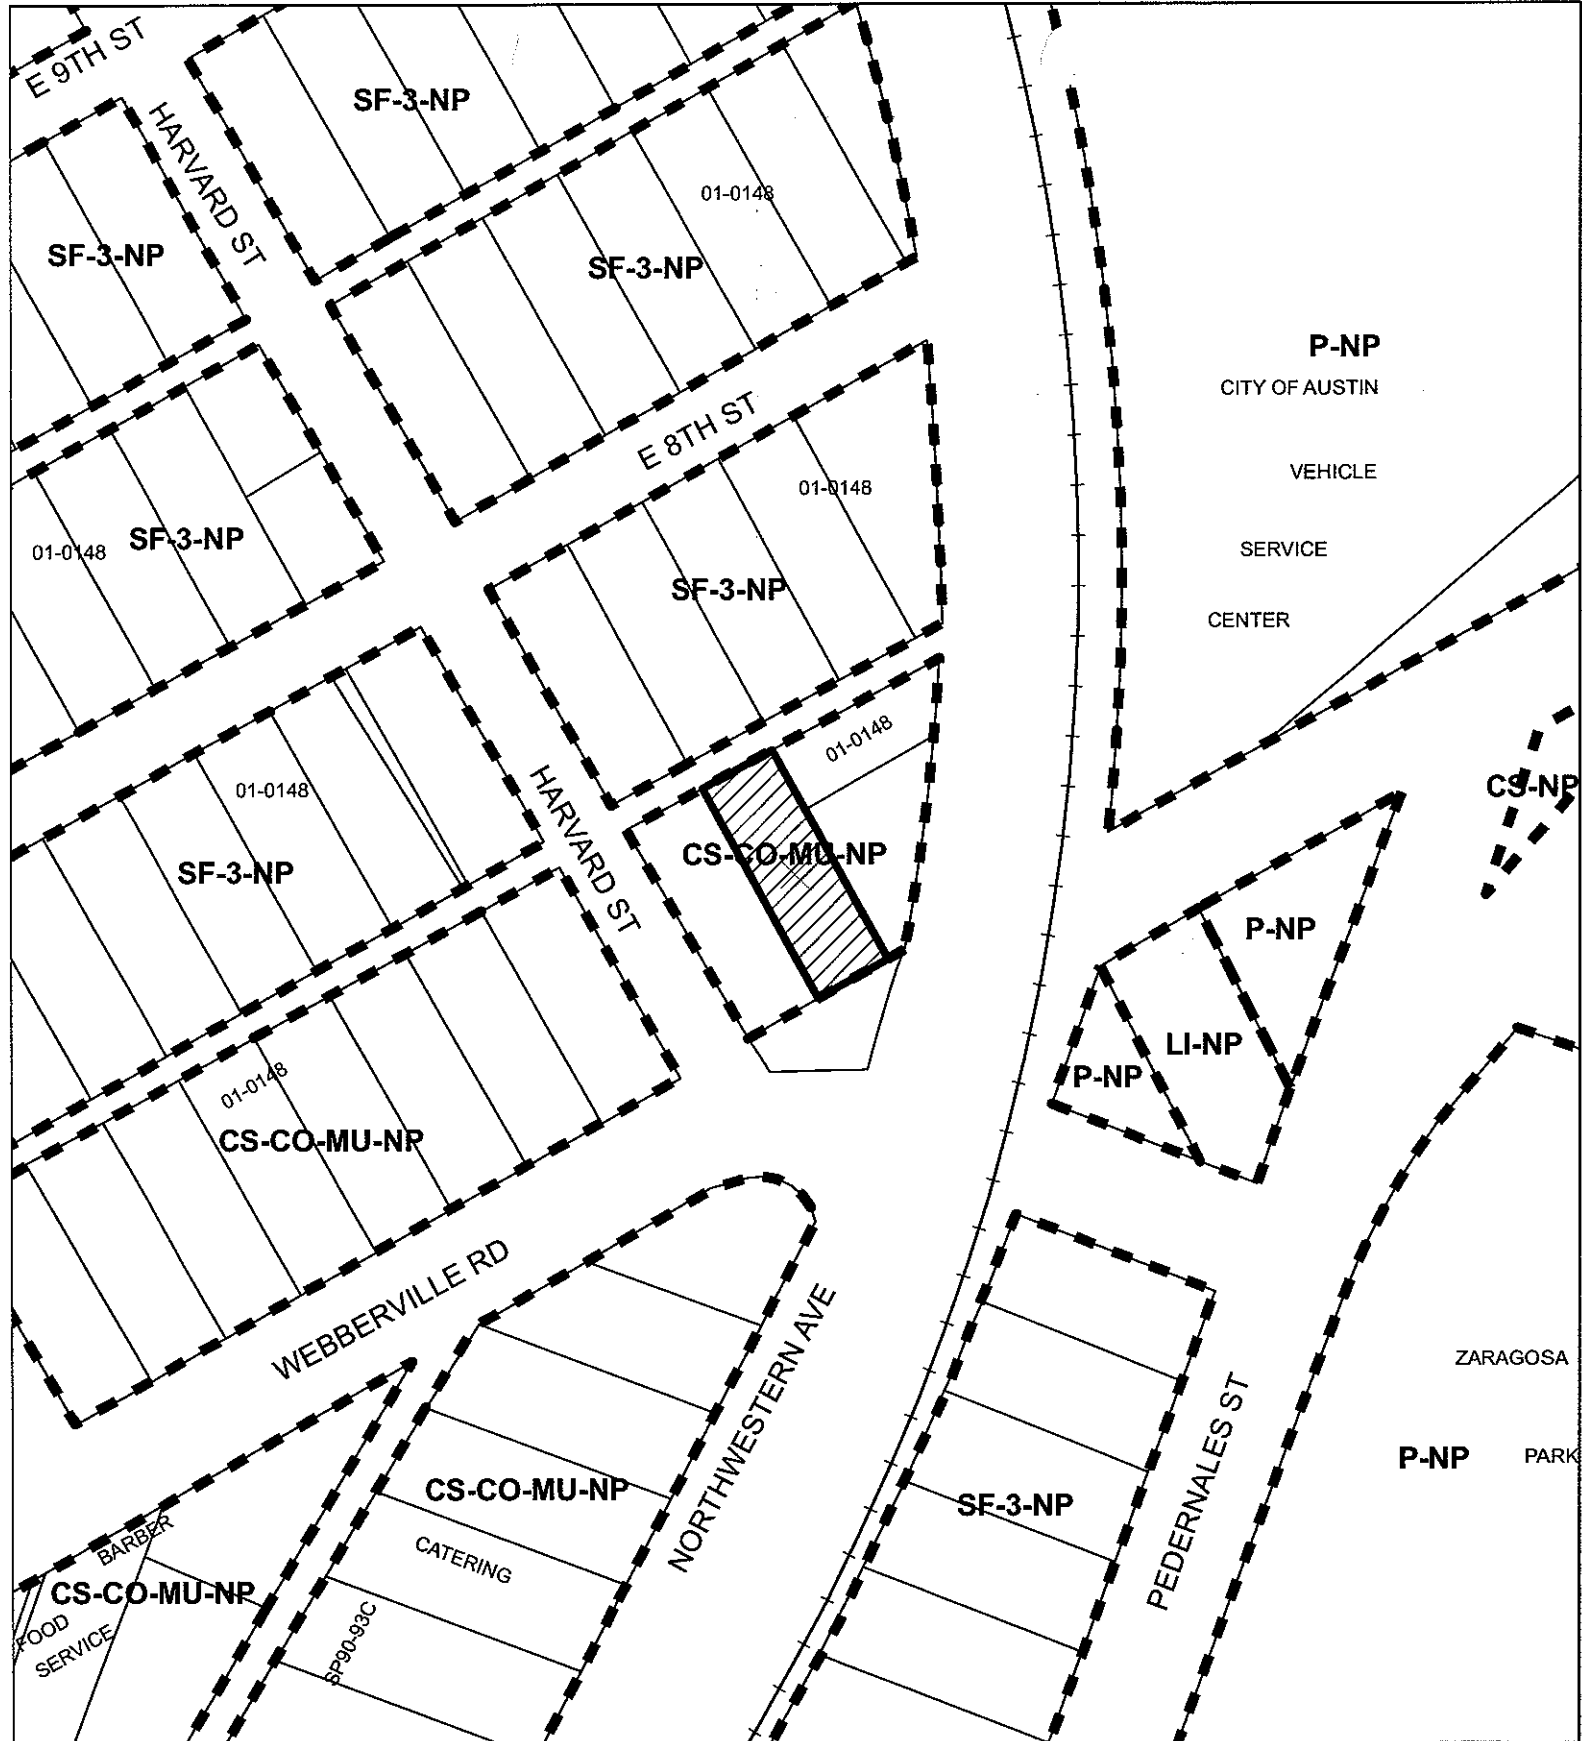 E 9TH ST
SF-3-NP
HARVARD ST
01-0148
SF-3-NP
SF-3-NP
P-NP
CITY OF AUSTIN
VEHICLE
SERVICE
CENTER
E 8TH ST
01-0148
01-0148
SF-3-NP
SF-3-NP
01-0148
01-0148
HARVARD ST
CS-NP
SF-3-NP
CS-CO-MU-NP
P-NP
LI-NP
P-NP
01-0148
CS-CO-MU-NP
WEBBERVILLE RD
NORTHWESTERN AVE
ZARAGOSA
P-NP
PARK
PEDERNALES ST
CS-CO-MU-NP
SF-3-NP
BARBER
CATERING
CS-CO-MU-NP
FOOD
SERVICE
SP90-93C